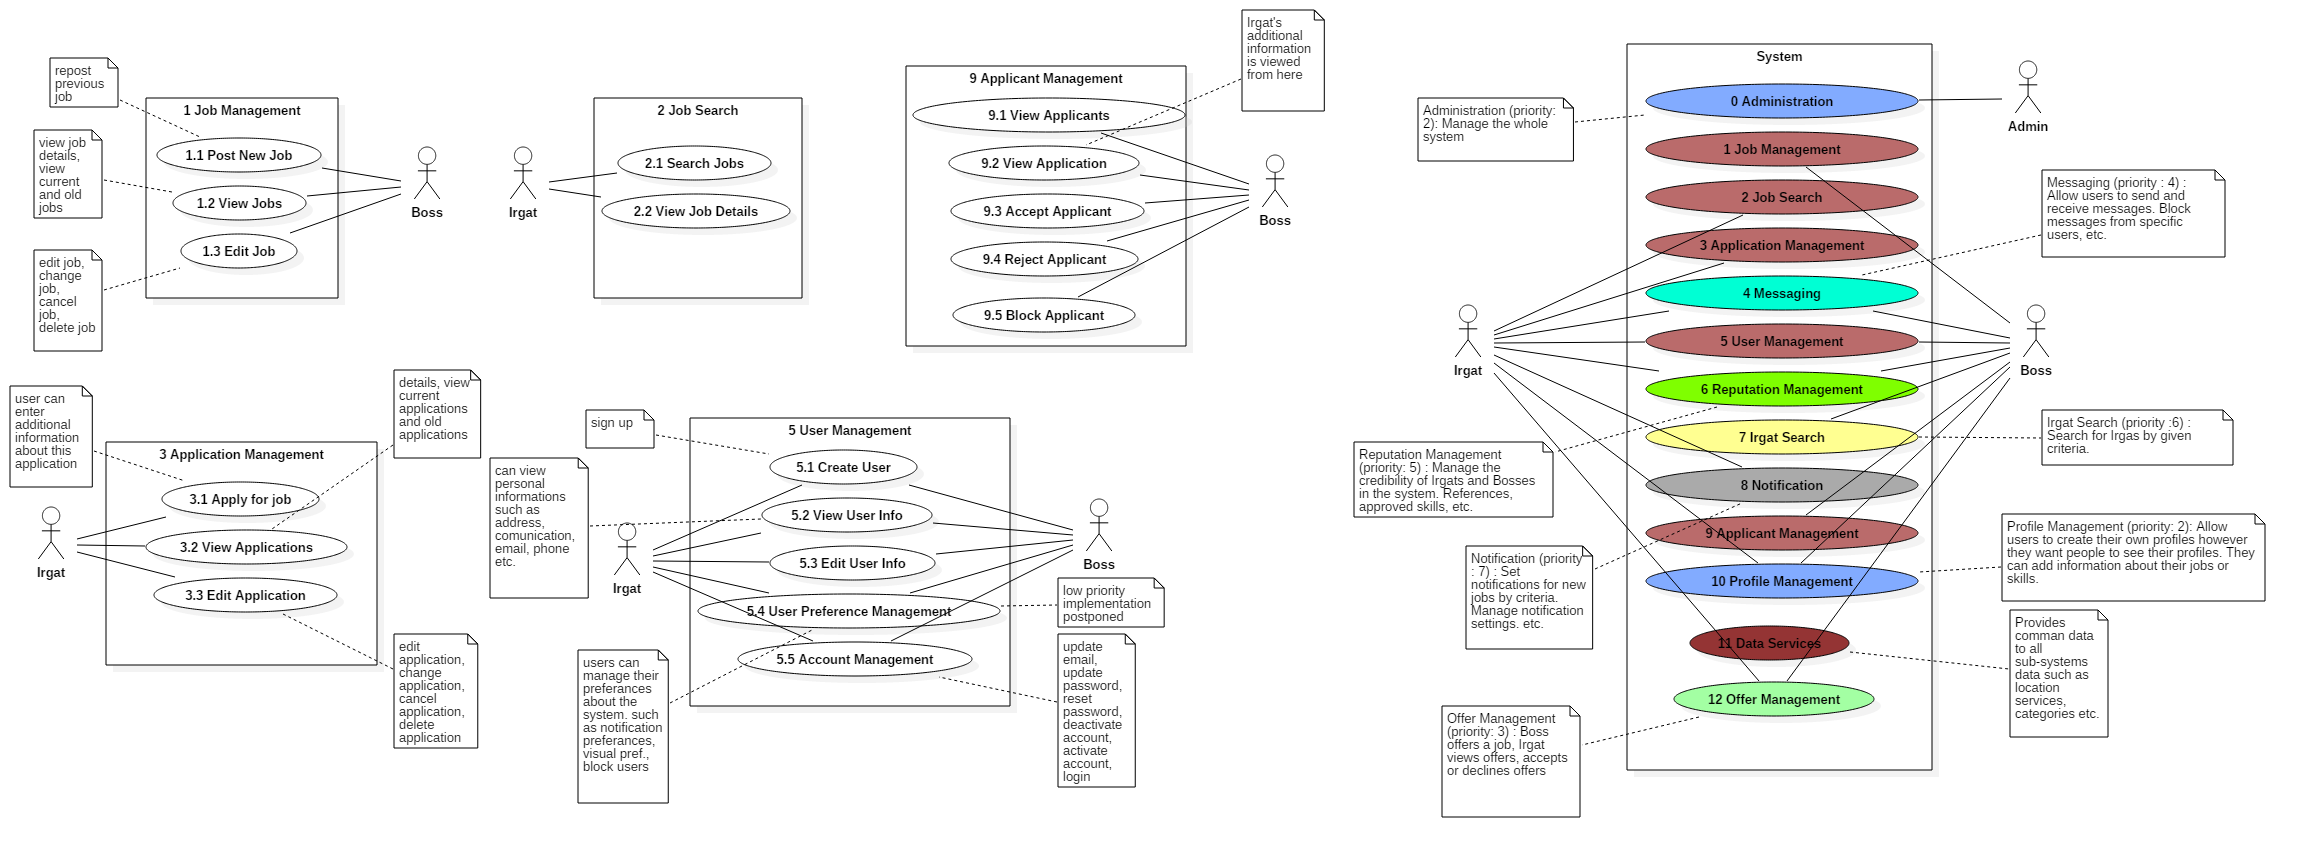 repost
previous
job
view job
details,
view
current
and old
jobs
edit job,
change
job,
cancel
job,
delete job
1 Job Management
1.1 Post New Job
1.2 View Jobs
1.3 Edit Job
Boss
Irgat
2 Job Search
2.1 Search Jobs
2.2 View Job Details
9 Applicant Management
9.1 View Applicants
9.2 View Application
9.3 Accept Applicant
9.4 Reject Applicant
9.5 Block Applicant
Irgat's
additional
information
is viewed
from here
Boss
user can
enter
additional
information
about this
application
Irgat
3 Application Management
3.1 Apply for job
3.2 View Applications
3.3 Edit Application
details, view
current
applications
and old
applications
edit
application,
change
application,
cancel
application,
delete
application
sign up
can view
personal
informations
such as
address,
comunication,
email, phone
etc.
Irgat
users can
manage their
preferances
about the
system. such
as notification
preferances,
visual pref.,
block users
5 User Management
5.1 Create User
5.2 View User Info
5.3 Edit User Info
5.4 User Preference Management
5.5 Account Management
Boss
low priority
implementation
postponed
update
email,
update
password,
reset
password,
deactivate
account,
activate
account,
login
System
0 Administration
1 Job Management
2 Job Search
3 Application Management
4 Messaging
5 User Management
6 Reputation Management
7 Irgat Search
8 Notification
9 Applicant Management
10 Profile Management
11 Data Services
12 Offer Management
Administration (priority:
2): Manage the whole
system
Irgat
Reputation Management
(priority: 5) : Manage the
credibility of Irgats and Bosses
in the system. References,
approved skills, etc.
Notification (priority
: 7) : Set
notifications for new
jobs by criteria.
Manage notification
settings. etc.
Offer Management
(priority: 3) : Boss
offers a job, Irgat
views offers, accepts
or declines offers
Admin
Messaging (priority : 4) :
Allow users to send and
receive messages. Block
messages from specific
users, etc.
Boss
Irgat Search (priority :6) :
Search for Irgas by given
criteria.
Profile Management (priority: 2): Allow
users to create their own profiles however
they want people to see their profiles. They
can add information about their jobs or
skills.
Provides
comman data
to all
sub-systems
data such as
location
services,
categories etc.